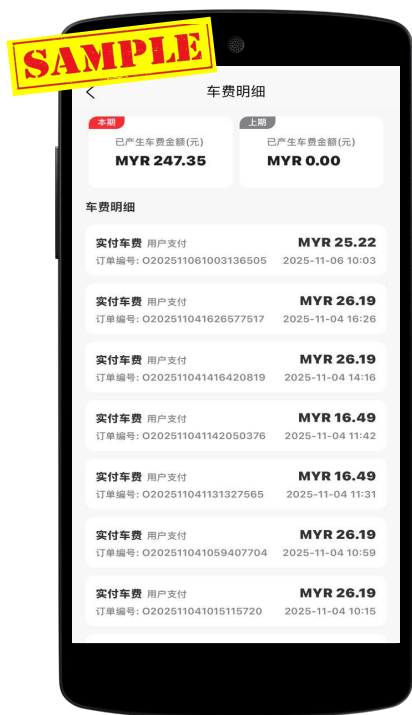 SAMPLE
车费明细
本期
上期
已产生车费金额(元)
已产生车费金额(元)
MYR 247.35
MYR 0.00
车费明细
实付车费 用户支付 MYR 25.22
订单编号: O202511061003136505 2025-11-06 10:03
实付车费 用户支付 MYR 26.19
订单编号: O202511041626577517 2025-11-04 16:26
实付车费 用户支付 MYR 26.19
订单编号: O202511041416420819 2025-11-04 14:16
实付车费 用户支付 MYR 16.49
订单编号: O202511041142050376 2025-11-04 11:42
实付车费 用户支付 MYR 16.49
订单编号: O202511041131327565 2025-11-04 11:31
实付车费 用户支付 MYR 26.19
订单编号: O202511041059407704 2025-11-04 10:59
实付车费 用户支付 MYR 26.19
订单编号: O202511041015115720 2025-11-04 10:15